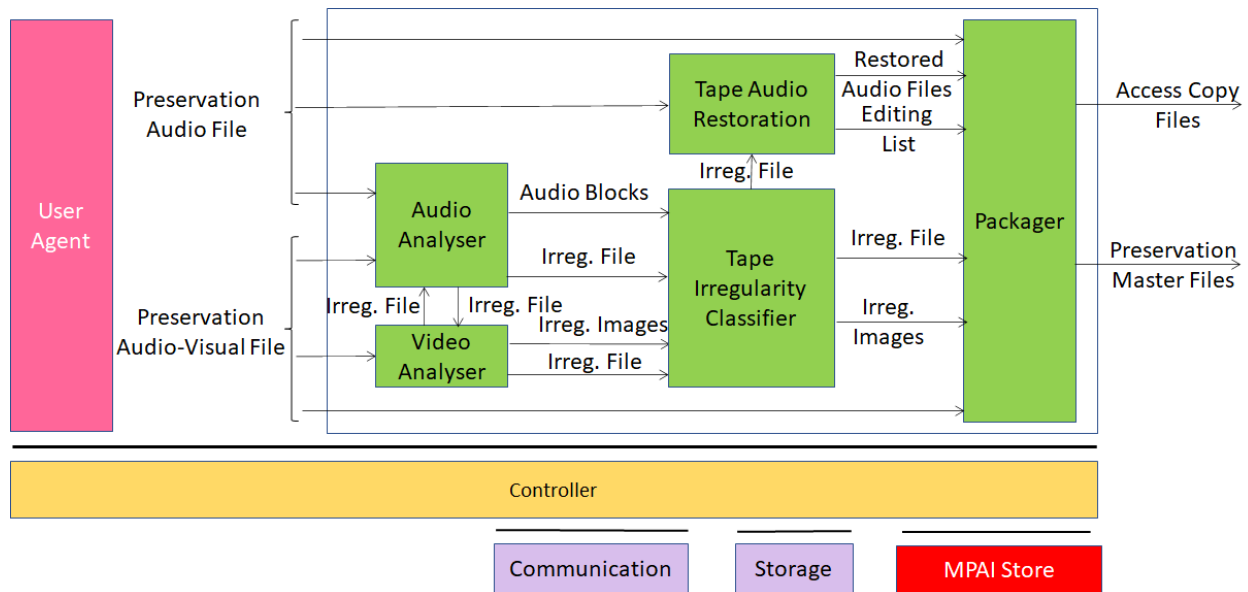 User
Agent
Preservation
Audio File
Preservation
Audio-Visual File
Audio
Analyser
Irreg. File
Irreg. File
Video
Analyser
Audio Blocks
Irreg. File
Irreg. Images
Irreg. File
Tape Audio
Restoration
Irreg. File
Tape
Irregularity
Classifier
Restored
Audio Files
Editing
List
Irreg. File
Irreg.
Images
Packager
Access Copy
Files
Preservation
Master Files
Controller
Communication
Storage
MPAI Store